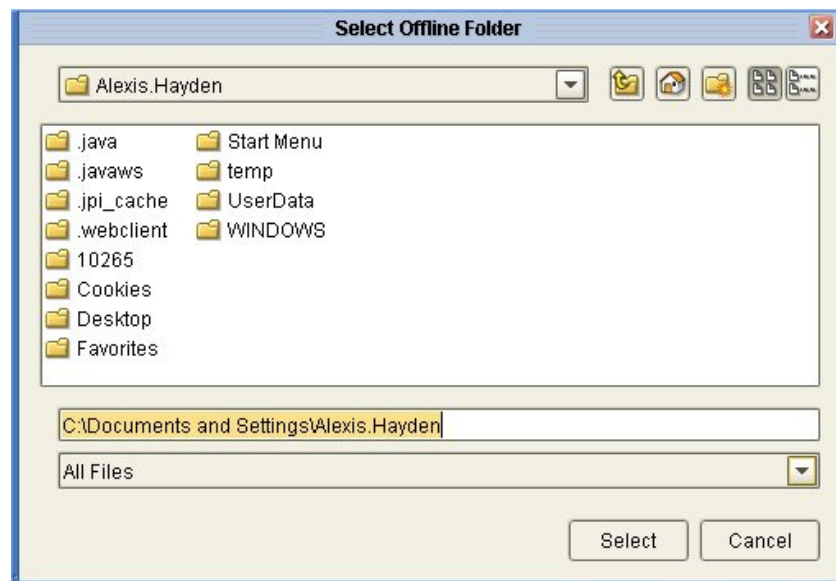 Select Offline Folder
Alexis.Hayden
.java
.javaws
.jpi_cache
.webclient
10265
Cookies
Desktop
Favorites
Start Menu
temp
UserData
WINDOWS
C:\Documents and Settings\Alexis.Hayden
All Files
Select Cancel